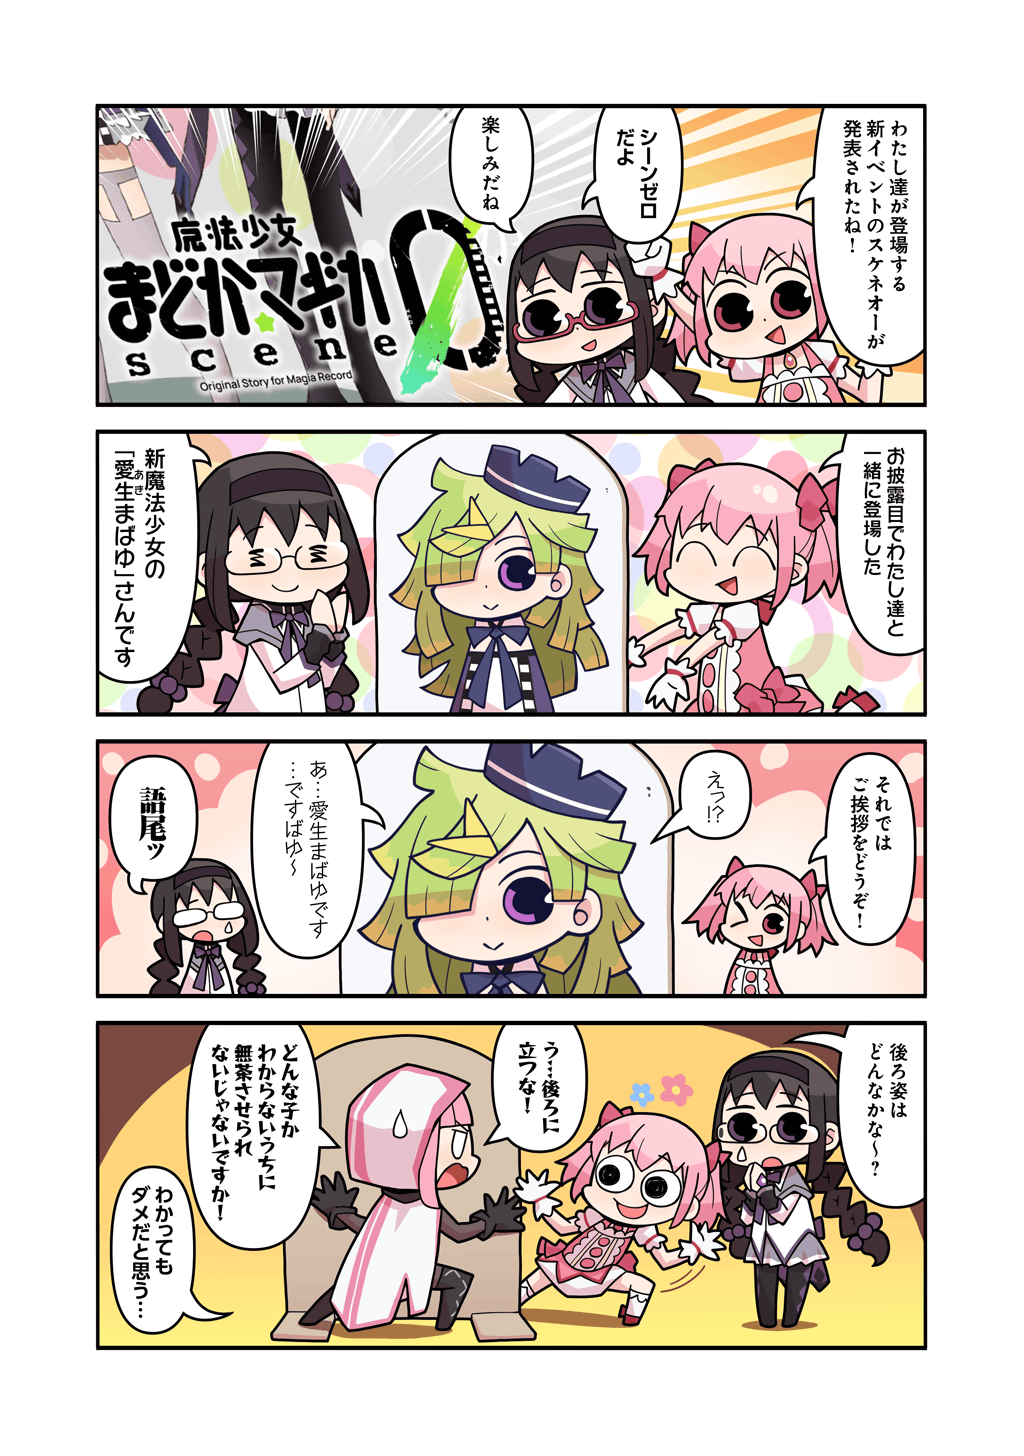 わたし達が登場する
新イベントのスケネオーが
発表されたね!
シーンゼロ
だよ
楽しみだね
魔法少女
まどか☆マギカ
scene0
Original Story for Magia Record
お披露目でわたし達と
一緒に登場した
新魔法少女の
「愛生まばゆ」さんです
あき
それでは
ご挨拶をどうぞ!
えっ!?
あ…愛生まばゆです
…ですばゆ〜
語尾ッ
後ろ姿は
どんなかな〜?
う…後ろに
立つな!
どんな子か
わからないうちに
無茶させられ
ないじゃないですか!
わかっても
ダメだと思う…